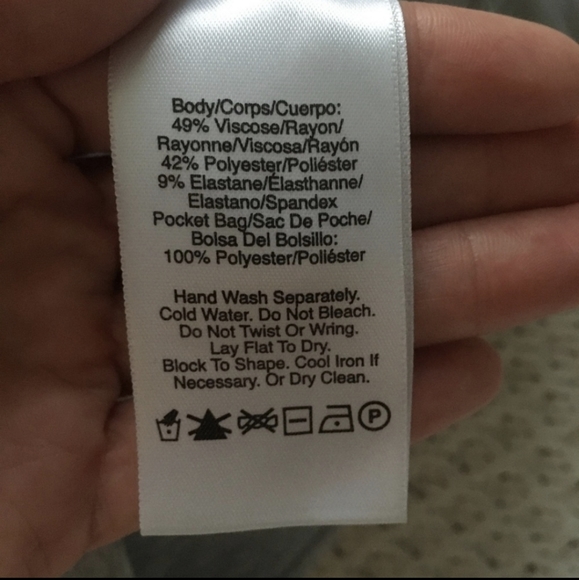 Body/Corps/Cuerpo:
49% Viscose/Rayon/
Rayonne/Viscosa/Rayón
42% Polyester/Poliéster
9% Elastane/Élasthanne/
Elastano/Spandex
Pocket Bag/Sac De Poche/
Bolsa Del Bolsillo:
100% Polyester/Poliéster
Hand Wash Separately.
Cold Water. Do Not Bleach.
Do Not Twist Or Wring.
Lay Flat To Dry.
Block To Shape. Cool Iron If
Necessary. Or Dry Clean.
P